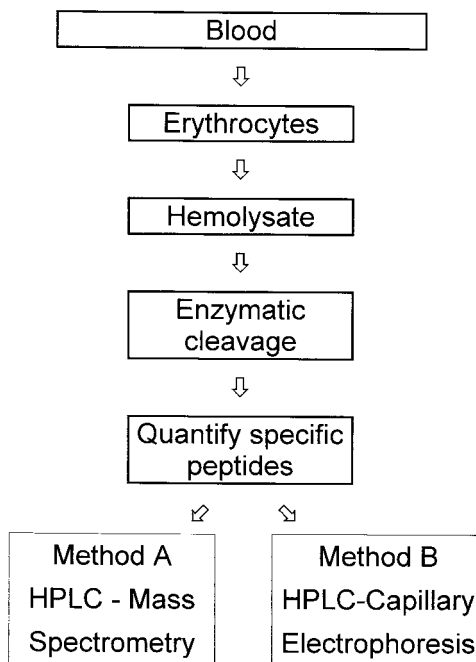 Blood
Erythrocytes
Hemolysate
Enzymatic
cleavage
Quantify specific
peptides
Method A
HPLC - Mass
Spectrometry
Method B
HPLC-Capillary
Electrophoresis